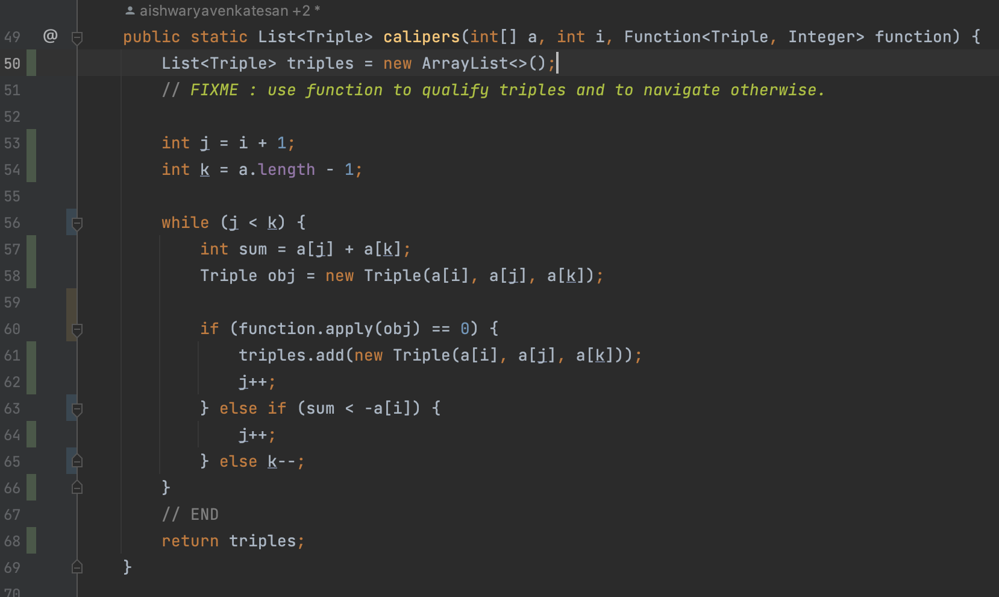 aishwaryavenkatesan +2 *
49 @ public static List<Triple> calipers(int[] a, int i, Function<Triple, Integer> function) {
50 List<Triple> triples = new ArrayList<>();
51 // FIXME : use function to qualify triples and to navigate otherwise.
52
53 int j = i + 1;
54 int k = a.length - 1;
55
56 while (j < k) {
57 int sum = a[j] + a[k];
58 Triple obj = new Triple(a[i], a[j], a[k]);
59
60 if (function.apply(obj) == 0) {
61 triples.add(new Triple(a[i], a[j], a[k]));
62 j++;
63 } else if (sum < -a[i]) {
64 j++;
65 } else k--;
66 }
67 // END
68 return triples;
69 }
70